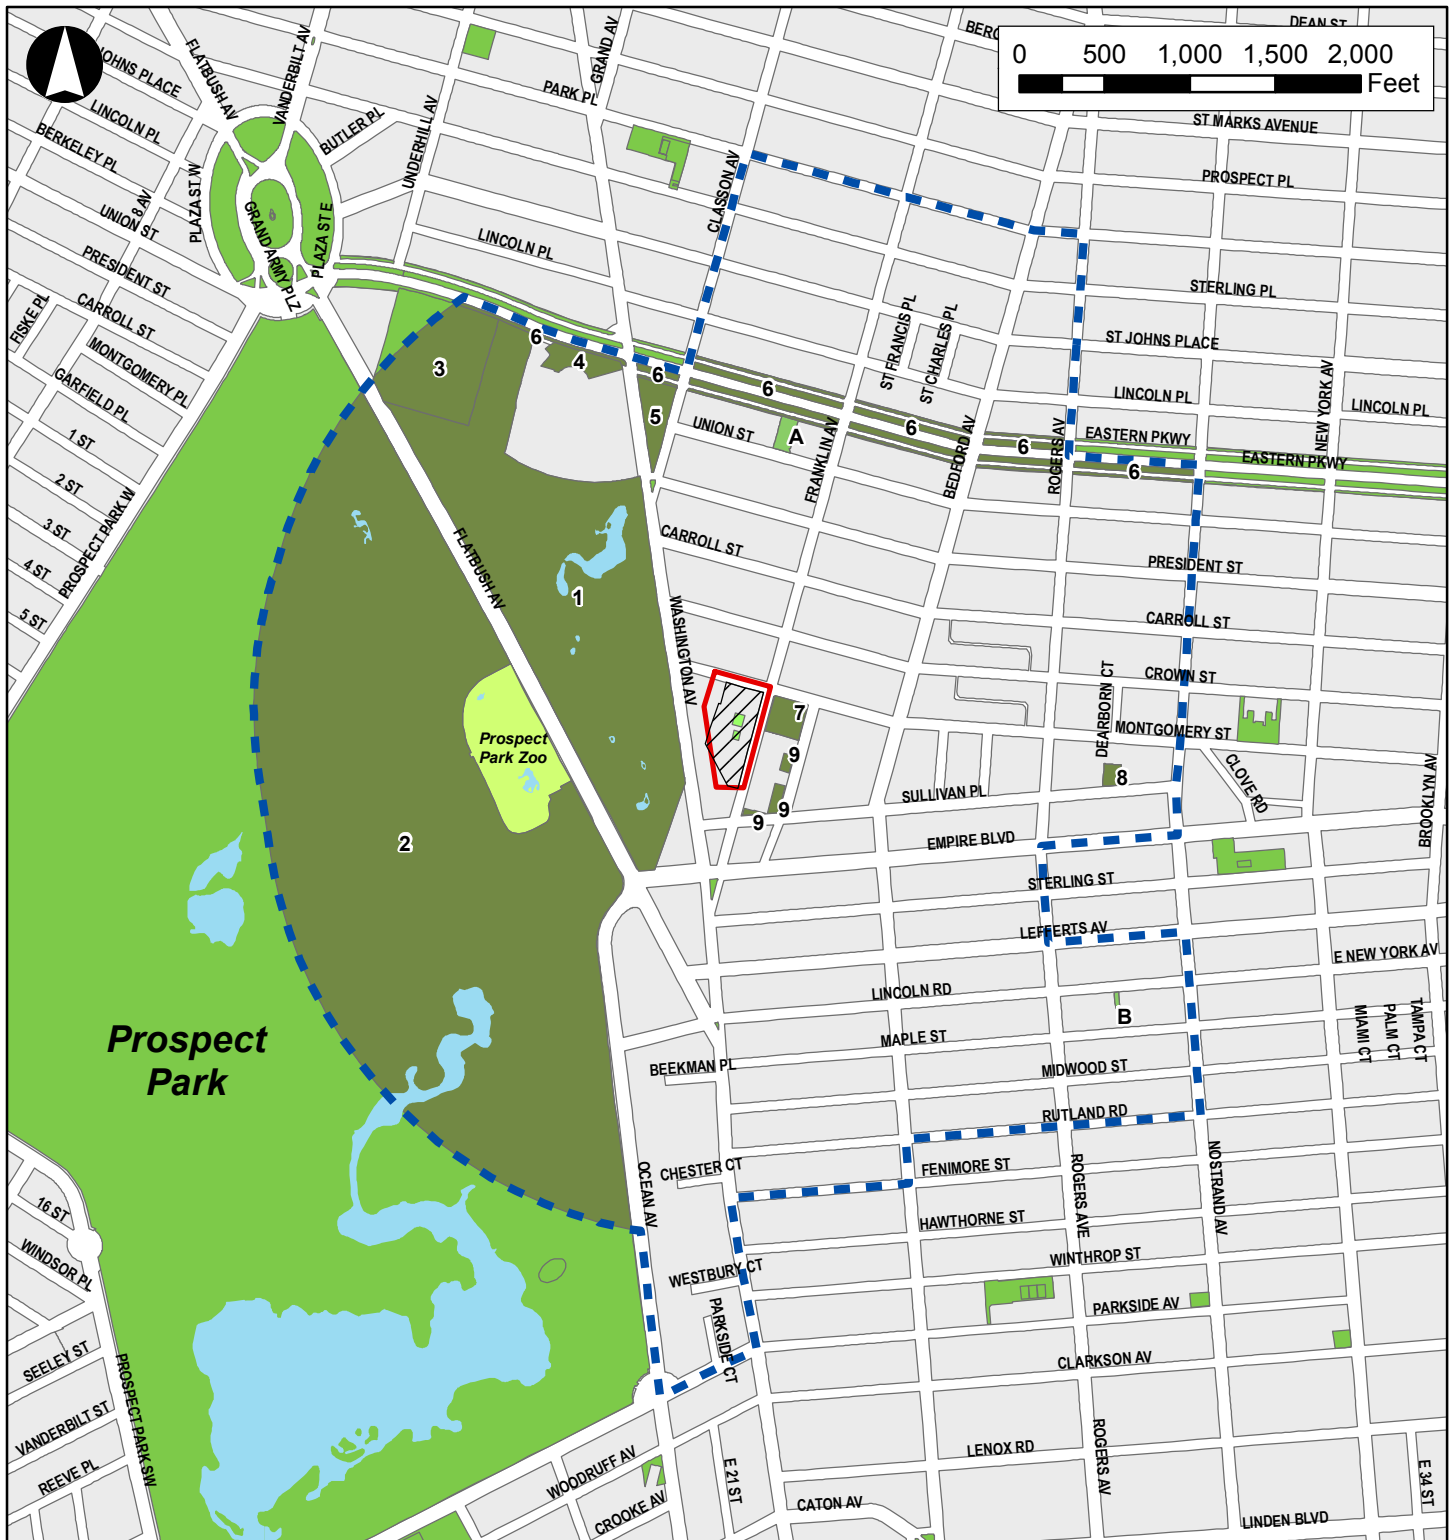 DEAN ST
BERG
0 500 1,000 1,500 2,000
Feet
JOHNS PLACE
FLATBUSH AV
VANDERBILT AV
GRAND AV
PARK PL
LINCOLN PL
BUTLER PL
UNDERHILL AV
ST MARKS AVENUE
BERKELEY PL
PLAZA ST W
CLASSON AV
PROSPECT PL
8 AV
UNION ST
GRAND ARMY PLZ
PLAZA ST E
LINCOLN PL
PRESIDENT ST
STERLING PL
FISKE PL
CARROLL ST
ST FRANCIS PL
ST CHARLES PL
ST JOHNS PLACE
MONTGOMERY PL
6
3
4
6
6
LINCOLN PL
NEW YORK AV
LINCOLN PL
GARFIELD PL
5
UNION ST
A
6
6
EASTERN PKWY
EASTERN PKWY
1 ST
FRANKLIN AV
BEDFORD AV
ROGERS AV
6
2 ST
PROSPECT PARK W
3 ST
FLATBUSH AV
CARROLL ST
4 ST
PRESIDENT ST
5 ST
1
WASHINGTON AV
CARROLL ST
DEARBORN CT
CROWN ST
7
MONTGOMERY ST
Prospect
Park Zoo
9
8
CLOVE RD
BROOKLYN AV
SULLIVAN PL
9
9
2
EMPIRE BLVD
STERLING ST
LEFFERTS AV
E NEW YORK AV
LINCOLN RD
B
MIAMI CT
PALM CT
TAMPA CT
Prospect
Park
MAPLE ST
BEEKMAN PL
MIDWOOD ST
RUTLAND RD
CHESTER CT
OCEAN AV
FENIMORE ST
ROGERS AVE
NOSTRAND AV
16 ST
HAWTHORNE ST
WINDSOR PL
WESTBURY CT
WINTHROP ST
PARKSIDE CT
PARKSIDE AV
SEELEY ST
PROSPECT PARK SW
CLARKSON AV
VANDERBILT ST
LENOX RD
ROGERS AV
REEVE PL
WOODRUFF AV
E 21 ST
E 34 ST
CROOKE AV
CATON AV
LINDEN BLVD